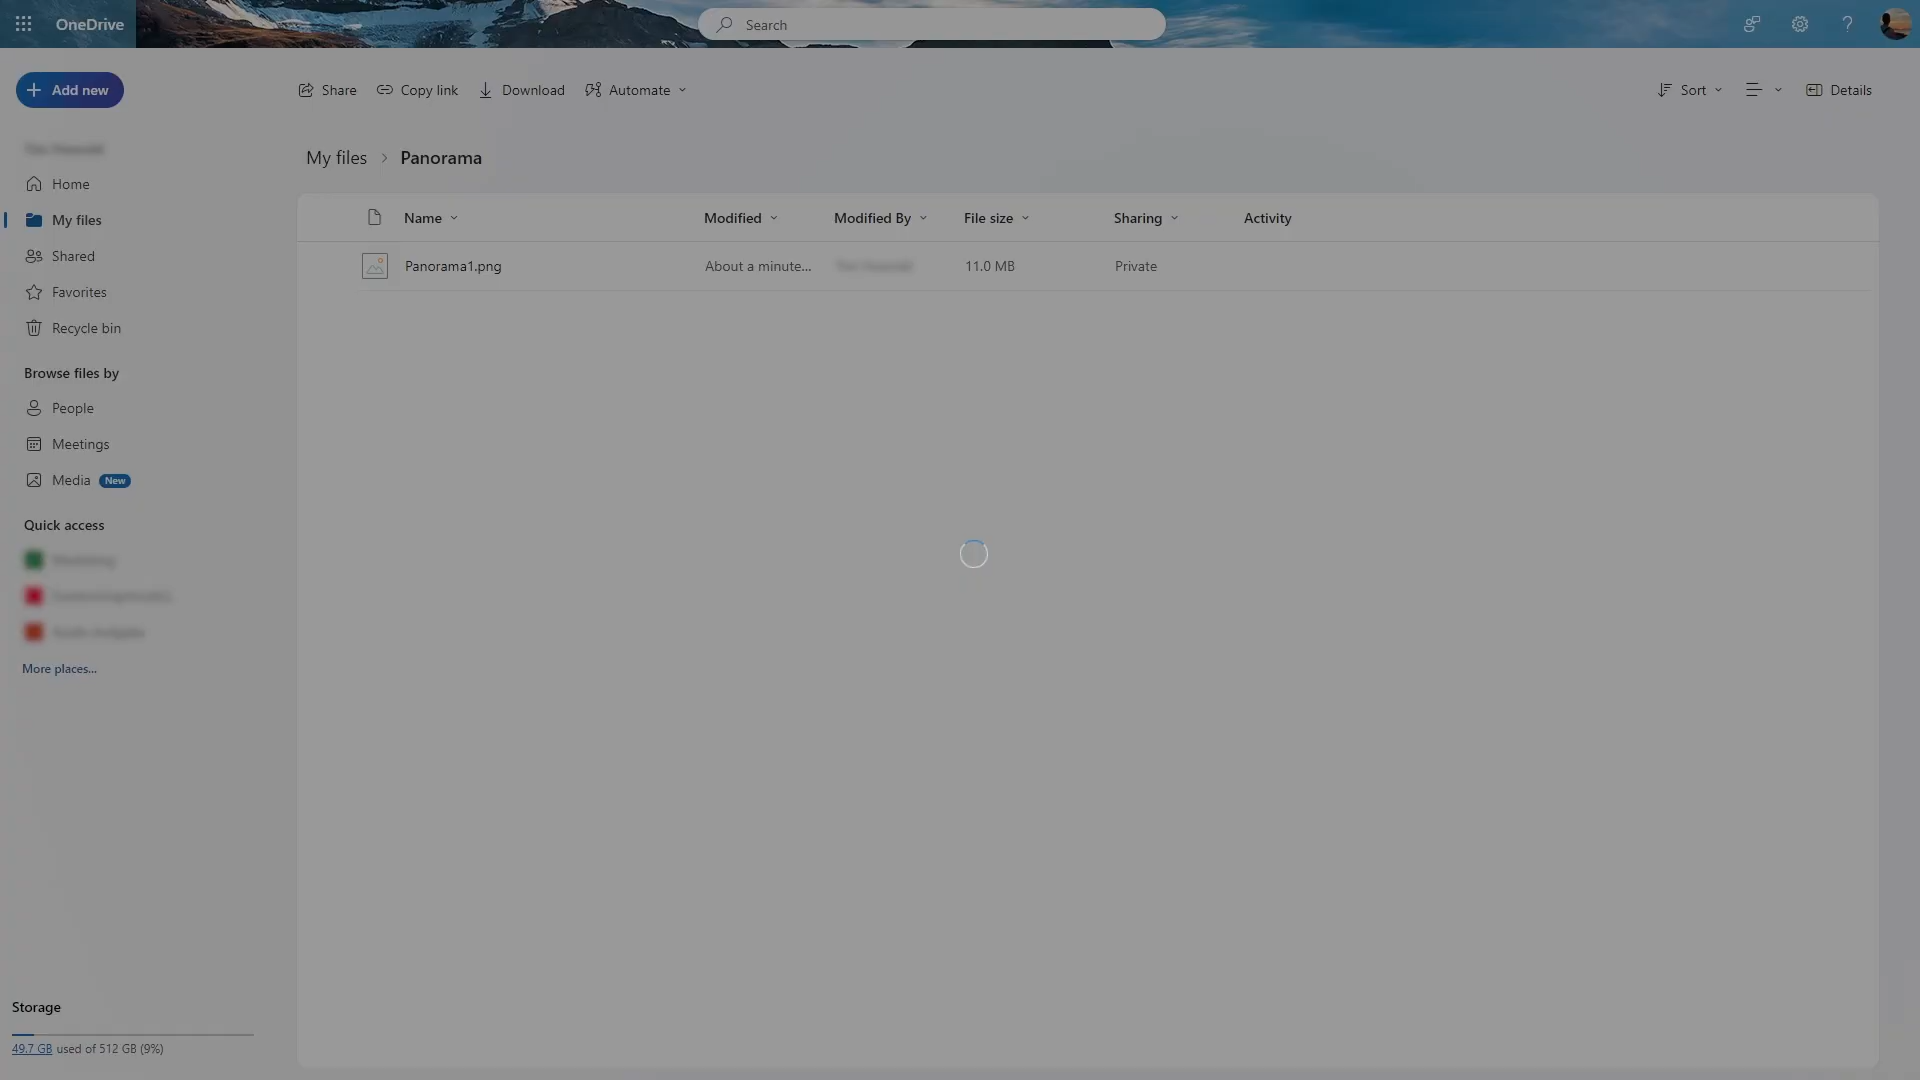 OneDrive
Search
Add new
Share
Copy link
Download
Automate
Sort
Details
My files > Panorama
Home
My files
Shared
Favorites
Recycle bin
Browse files by
People
Meetings
Media New
Quick access
More places...
Name
Modified
Modified By
File size
Sharing
Activity
Panorama1.png
About a minute...
11.0 MB
Private
Storage
49.7 GB used of 512 GB (9%)